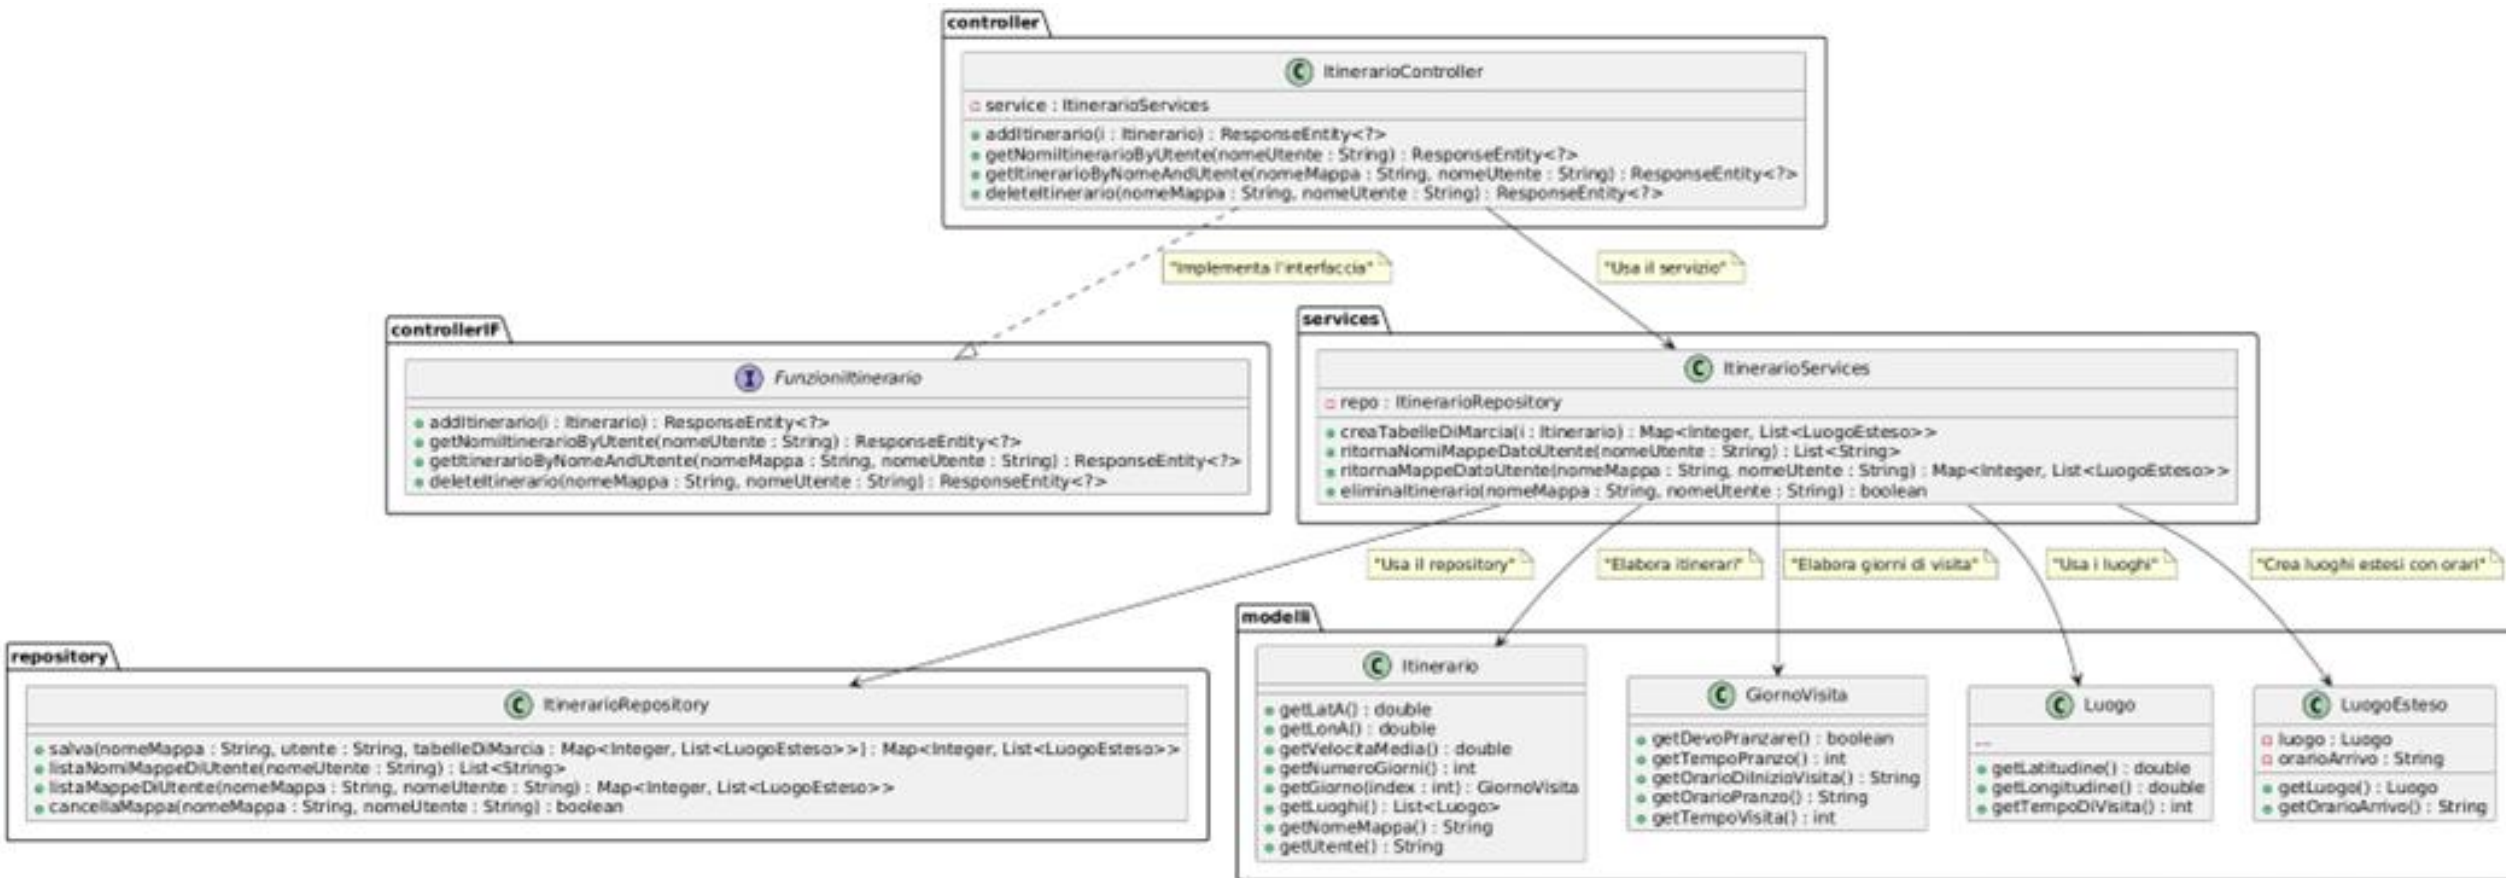 controller
C ItinerarioController
service : ItinerarioServices
addItinerario(i : Itinerario) : ResponseEntity<?>
getNomiItinerarioByUtente(nomeUtente : String) : ResponseEntity<?>
getItinerarioByNomeAndUtente(nomeMappa : String, nomeUtente : String) : ResponseEntity<?>
deleteItinerario(nomeMappa : String, nomeUtente : String) : ResponseEntity<?>
"Implementa l'interfaccia"
"Usa il servizio"
controllerIF
I FunzioniItinerario
addItinerario(i : Itinerario) : ResponseEntity<?>
getNomiItinerarioByUtente(nomeUtente : String) : ResponseEntity<?>
getItinerarioByNomeAndUtente(nomeMappa : String, nomeUtente : String) : ResponseEntity<?>
deleteItinerario(nomeMappa : String, nomeUtente : String) : ResponseEntity<?>
services
C ItinerarioServices
repo : ItinerarioRepository
creaTabelleDiMarcia(i : Itinerario) : Map<Integer, List<LuogoEsteso>>
ritornaNomiMappeDatoUtente(nomeUtente : String) : List<String>
ritornaMappeDatoUtente(nomeMappa : String, nomeUtente : String) : Map<Integer, List<LuogoEsteso>>
eliminaItinerario(nomeMappa : String, nomeUtente : String) : boolean
"Usa il repository"
"Elabora itinerari"
"Elabora giorni di visita"
"Usa i luoghi"
"Crea luoghi estesi con orari"
repository
C ItinerarioRepository
salva(nomeMappa : String, utente : String, tabelleDiMarcia : Map<Integer, List<LuogoEsteso>>) : Map<Integer, List<LuogoEsteso>>
listaNomiMappeDiUtente(nomeUtente : String) : List<String>
listaMappeDiUtente(nomeMappa : String, nomeUtente : String) : Map<Integer, List<LuogoEsteso>>
cancellaMappa(nomeMappa : String, nomeUtente : String) : boolean
modelli
C Itinerario
getLatA() : double
getLonA() : double
getVelocitaMedia() : double
getNumeroGiorni() : int
getGiorno(index : int) : GiornoVisita
getLuoghi() : List<Luogo>
getNomeMappa() : String
getUtente() : String
C GiornoVisita
getDevoPranzare() : boolean
getTempoPranzo() : int
getOrarioDiInizioVisita() : String
getOrarioPranzo() : String
getTempoVisita() : int
C Luogo
...
getLatitudine() : double
getLongitudine() : double
getTempoDiVisita() : int
C LuogoEsteso
luogo : Luogo
orarioArrivo : String
getLuogo() : Luogo
getOrarioArrivo() : String